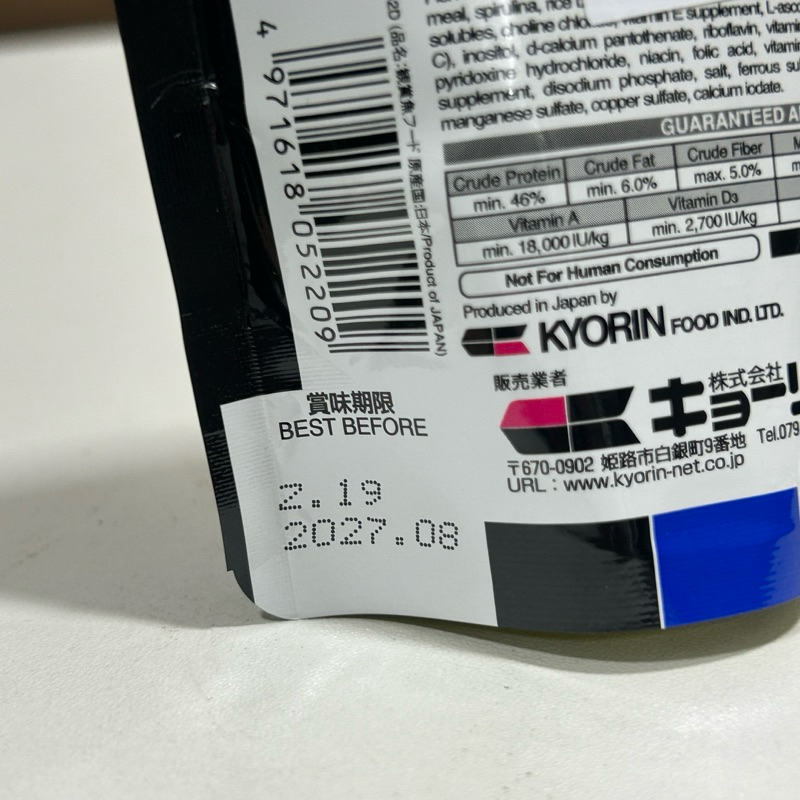 meal, spirulina, rice
solubles, choline vitamin E supplement,
C), inositol, d-calcium pantothenate, riboflavin,
pyridoxine hydrochloride, niacin, folic acid,
supplement, disodium phosphate, salt, ferrous
manganese sulfate, copper sulfate, calcium iodate.
GUARANTEED
Crude Protein Crude Fat Crude Fiber
min. 46% min. 6.0% max. 5.0%
Vitamin A Vitamin D3
min. 18,000 IU/kg min. 2,700 IU/kg
Not For Human Consumption
Produced in Japan by
KYORIN FOOD IND. LTD.
販売業者
株式会社
キョーリ
〒670-0902 姫路市白銀町9番地 Tel.079
URL : www.kyorin-net.co.jp
4 971618 052209
原産国:日本/Product of JAPAN)
賞味期限
BEST BEFORE
2.19
2027.08